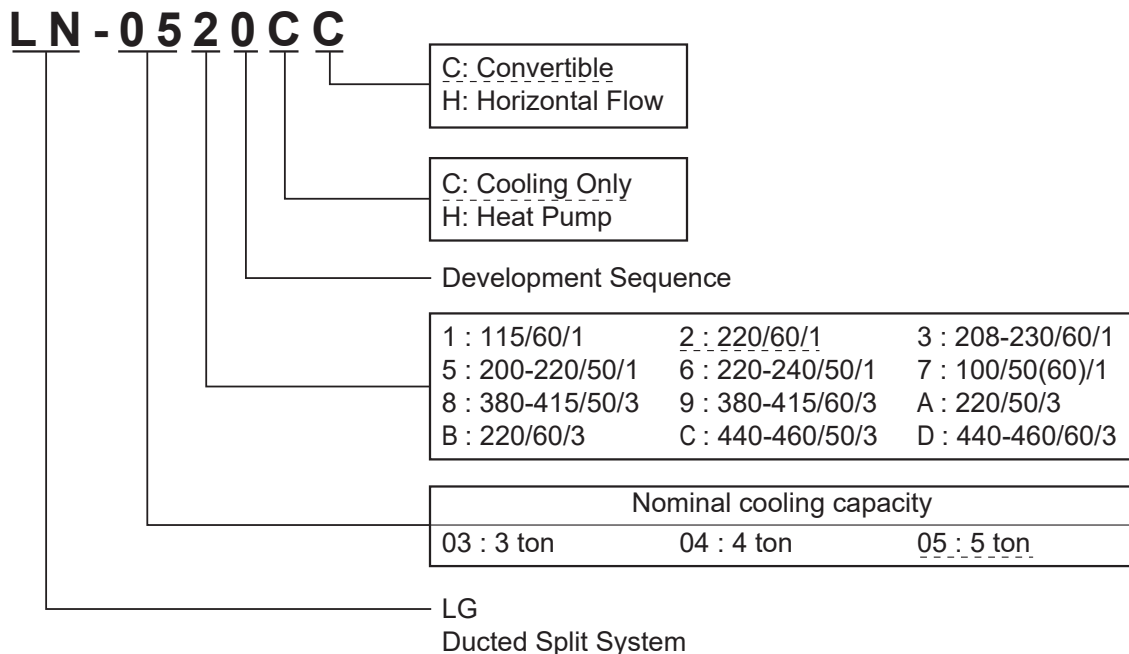 LN-0520CC
C: Convertible
H: Horizontal Flow
C: Cooling Only
H: Heat Pump
Development Sequence
1 : 115/60/1 2 : 220/60/1 3 : 208-230/60/1
5 : 200-220/50/1 6 : 220-240/50/1 7 : 100/50(60)/1
8 : 380-415/50/3 9 : 380-415/60/3 A : 220/50/3
B : 220/60/3 C : 440-460/50/3 D : 440-460/60/3
Nominal cooling capacity
03 : 3 ton 04 : 4 ton 05 : 5 ton
LG
Ducted Split System